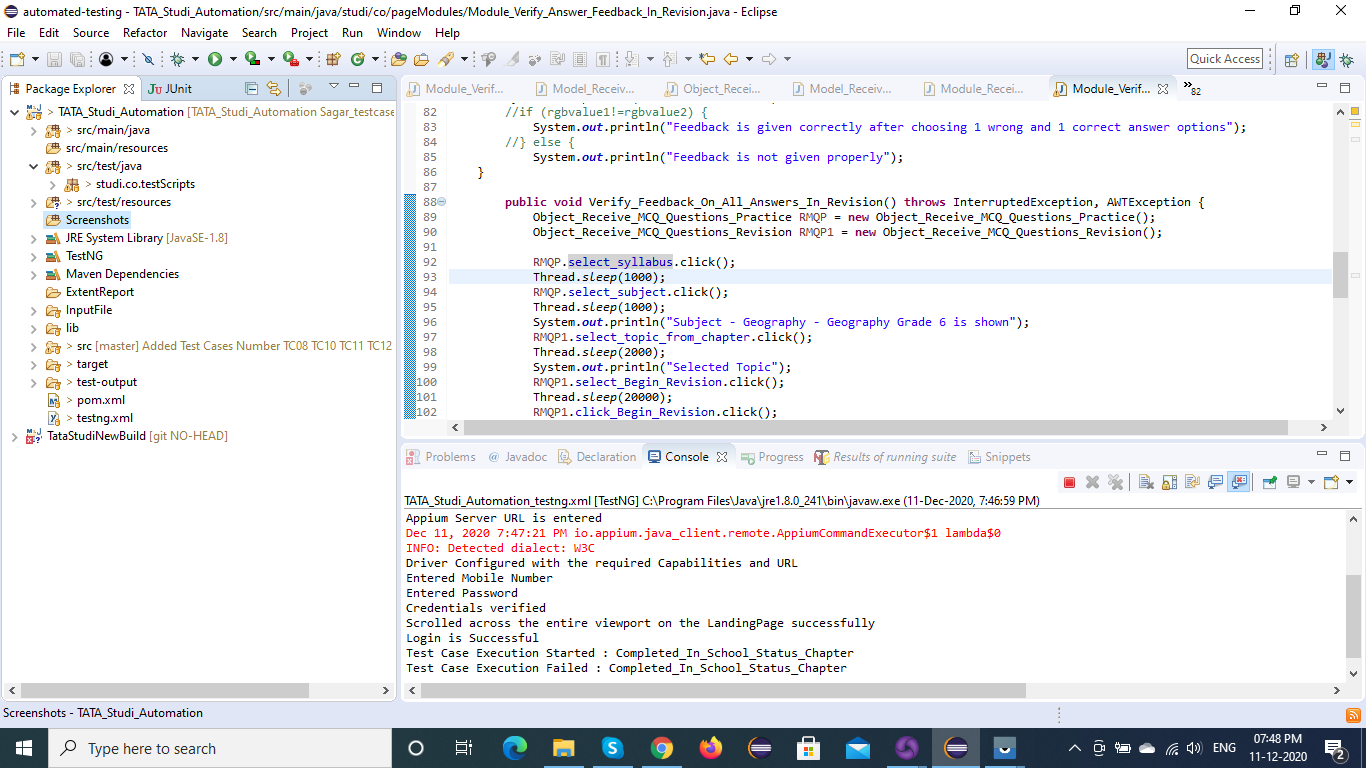 automated-testing - TATA_Studi_Automation/src/main/java/studi/co/pageModules/Module_Verify_Answer_Feedback_In_Revision.java - Eclipse
File Edit Source Refactor Navigate Search Project Run Window Help
Quick Access
Package Explorer JUnit
TATA_Studi_Automation [TATA_Studi_Automation Sagar_testcase
> src/main/java
src/main/resources
> src/test/java
> studi.co.testScripts
> src/test/resources
Screenshots
JRE System Library [JavaSE-1.8]
TestNG
Maven Dependencies
ExtentReport
InputFile
lib
> src [master] Added Test Cases Number TC08 TC10 TC11 TC12
> target
> test-output
> pom.xml
> testng.xml
TataStudiNewBuild [git NO-HEAD]
Module_Verif... Model_Receiv... Object_Recei... Model_Receiv... Module_Recei... Module_Verif... »82
82 //if (rgbvalue1!=rgbvalue2) {
83 System.out.println("Feedback is given correctly after choosing 1 wrong and 1 correct answer options");
84 //} else {
85 System.out.println("Feedback is not given properly");
86 }
87
88 public void Verify_Feedback_On_All_Answers_In_Revision() throws InterruptedException, AWTException {
89 Object_Receive_MCQ_Questions_Practice RMQP = new Object_Receive_MCQ_Questions_Practice();
90 Object_Receive_MCQ_Questions_Revision RMQP1 = new Object_Receive_MCQ_Questions_Revision();
91
92 RMQP.select_syllabus.click();
93 Thread.sleep(1000);
94 RMQP.select_subject.click();
95 Thread.sleep(1000);
96 System.out.println("Subject - Geography - Geography Grade 6 is shown");
97 RMQP1.select_topic_from_chapter.click();
98 Thread.sleep(2000);
99 System.out.println("Selected Topic");
100 RMQP1.select_Begin_Revision.click();
101 Thread.sleep(20000);
102 RMQP1.click_Begin_Revision.click();
Problems @ Javadoc Declaration Console Progress Results of running suite Snippets
TATA_Studi_Automation_testng.xml [TestNG] C:\Program Files\Java\jre1.8.0_241\bin\javaw.exe (11-Dec-2020, 7:46:59 PM)
Appium Server URL is entered
Dec 11, 2020 7:47:21 PM io.appium.java_client.remote.AppiumCommandExecutor$1 lambda$0
INFO: Detected dialect: W3C
Driver Configured with the required Capabilities and URL
Entered Mobile Number
Entered Password
Credentials verified
Scrolled across the entire viewport on the LandingPage successfully
Login is Successful
Test Case Execution Started : Completed_In_School_Status_Chapter
Test Case Execution Failed : Completed_In_School_Status_Chapter
Screenshots - TATA_Studi_Automation
Type here to search
ENG
07:48 PM
11-12-2020
2